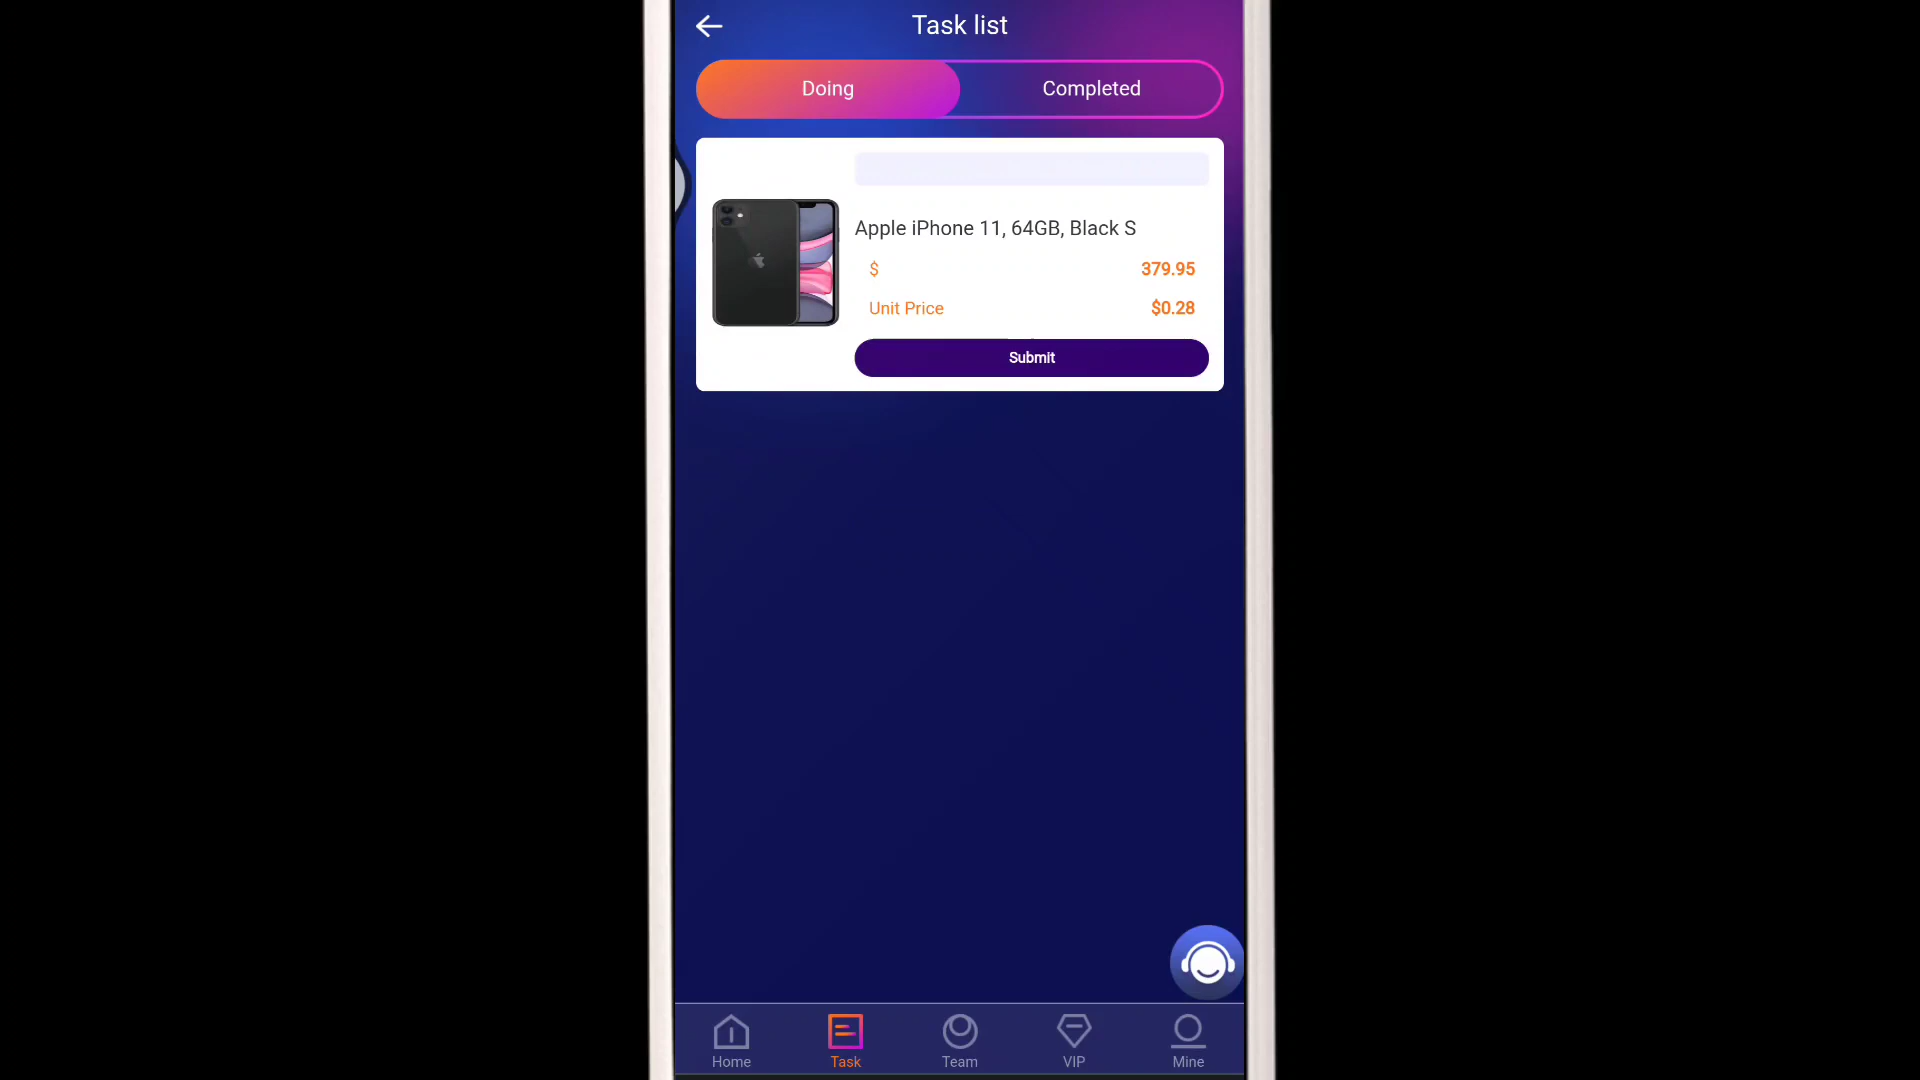 Task list
Doing
Completed
Apple iPhone 11, 64GB, Black S
$ 379.95
Unit Price $0.28
Submit
Home
Task
Team
VIP
Mine